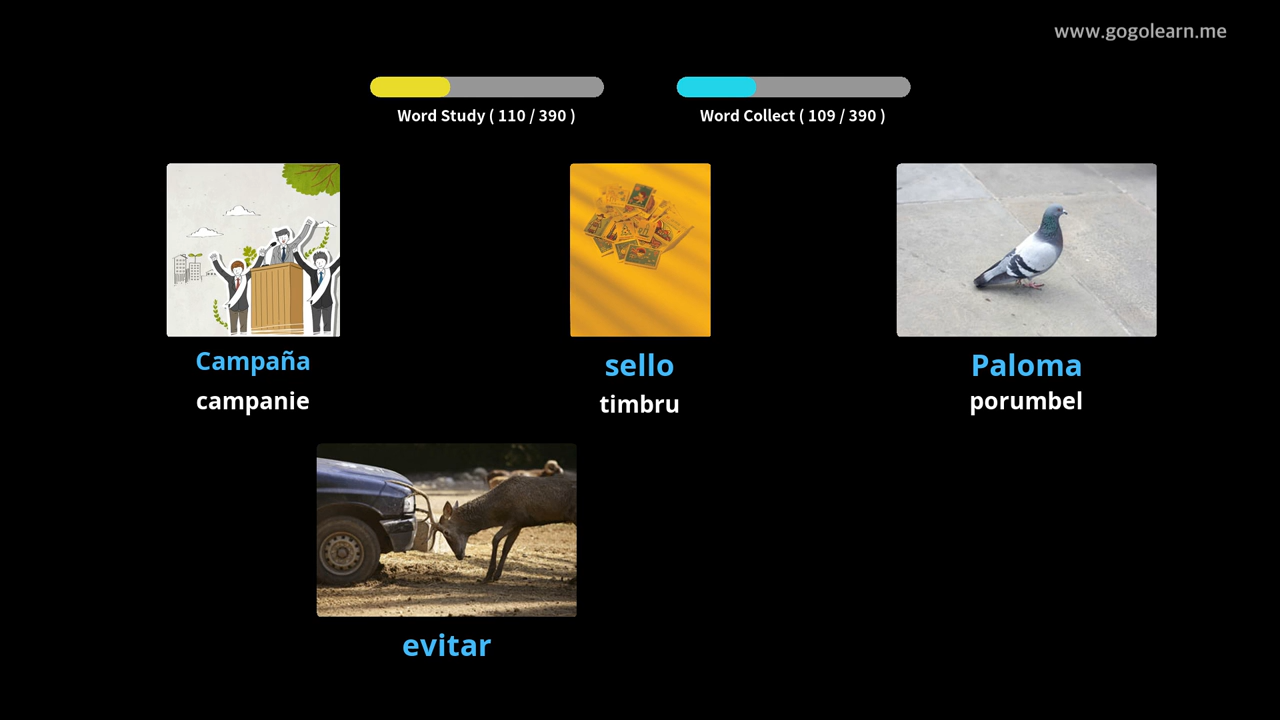 www.gogolearn.me
Word Study ( 110 / 390 )
Word Collect ( 109 / 390 )
Campaña
campanie
sello
timbru
Paloma
porumbel
evitar